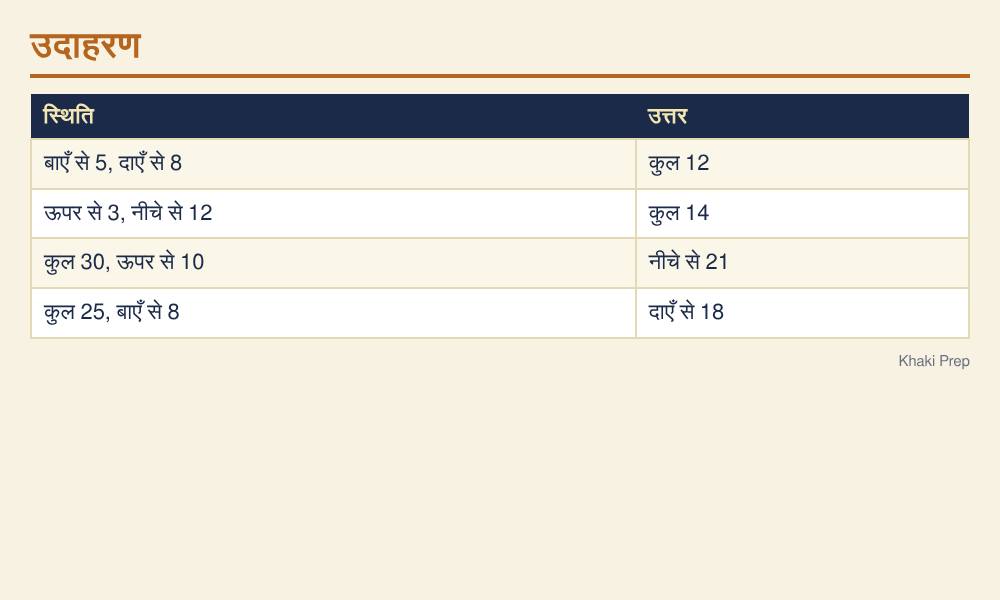 उदाहरण
स्थिति उत्तर
बाएँ से 5, दाएँ से 8 कुल 12
ऊपर से 3, नीचे से 12 कुल 14
कुल 30, ऊपर से 10 नीचे से 21
कुल 25, बाएँ से 8 दाएँ से 18
Khaki Prep